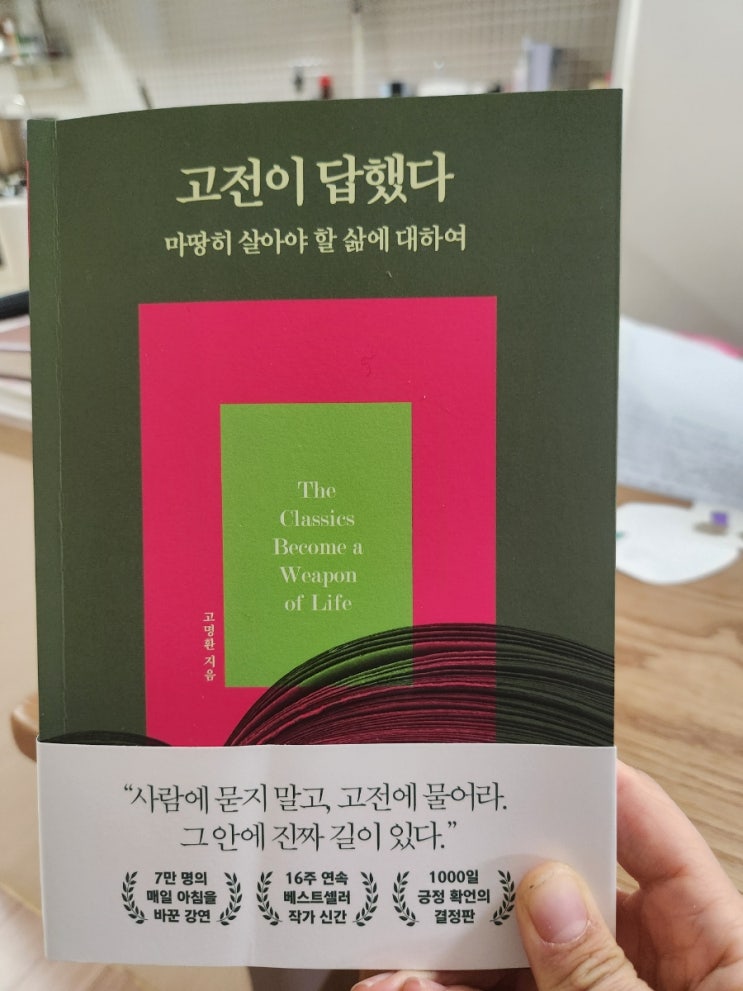 고전이 답했다
마땅히 살아야 할 삶에 대하여
The
Classics
Become a
Weapon
of Life
고명환 지음
“사람에 묻지 말고, 고전에 물어라.
그 안에 진짜 길이 있다.”
7만 명의
매일 아침을
바꾼 강연
16주 연속
베스트셀러
작가 신간
1000일
긍정 확언의
결정판